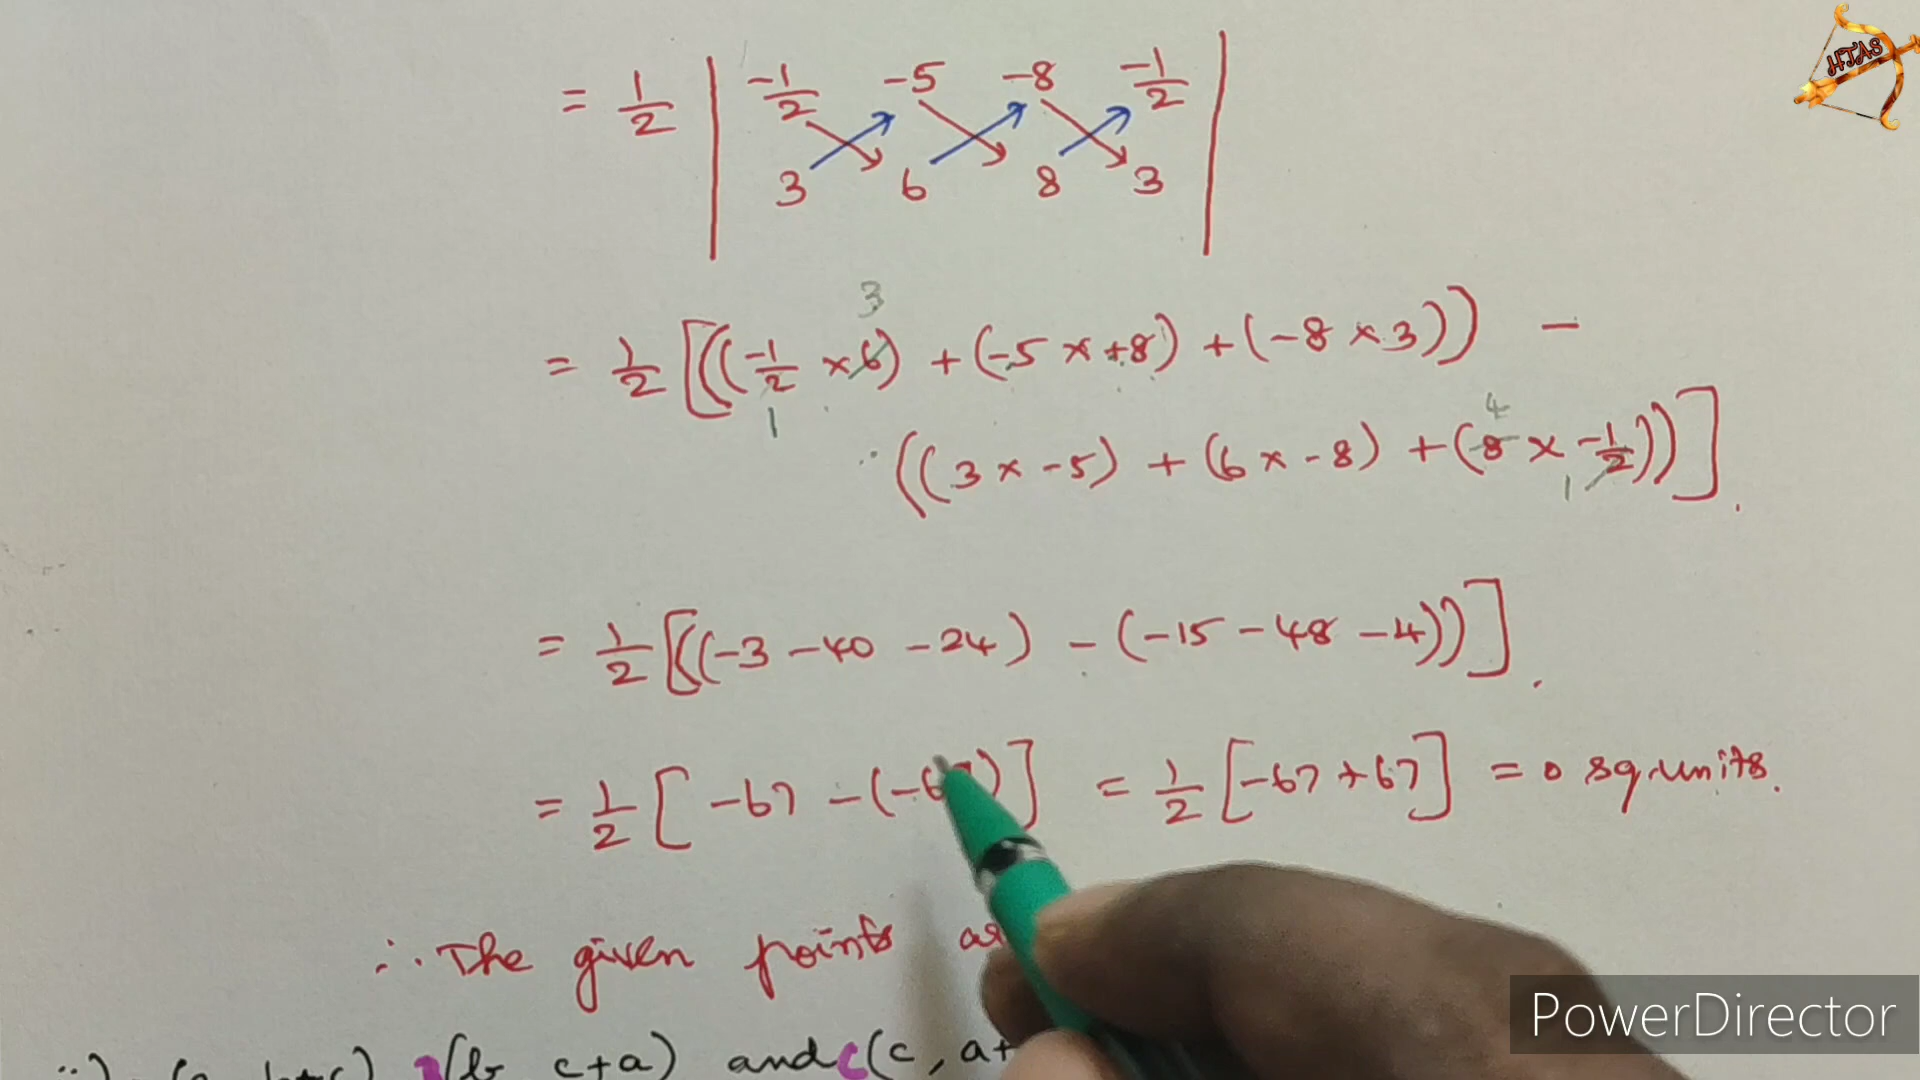 HTAS
= 1/2 | -1/2 -5 -8 -1/2 |
3 6 8 3
3
= 1/2 [((-1/2 × 6) + (-5 × +8) + (-8 × 3)) -
1
4
((3 × -5) + (6 × -8) + (8 × -1/2))].
1
= 1/2 [((-3 -40 -24) - (-15 -48 -4))].
= 1/2 [-67 -(-67)] = 1/2 [-67 + 67] = 0 sq.units.
∴ The given points
PowerDirector
c+a) and C(c, a+